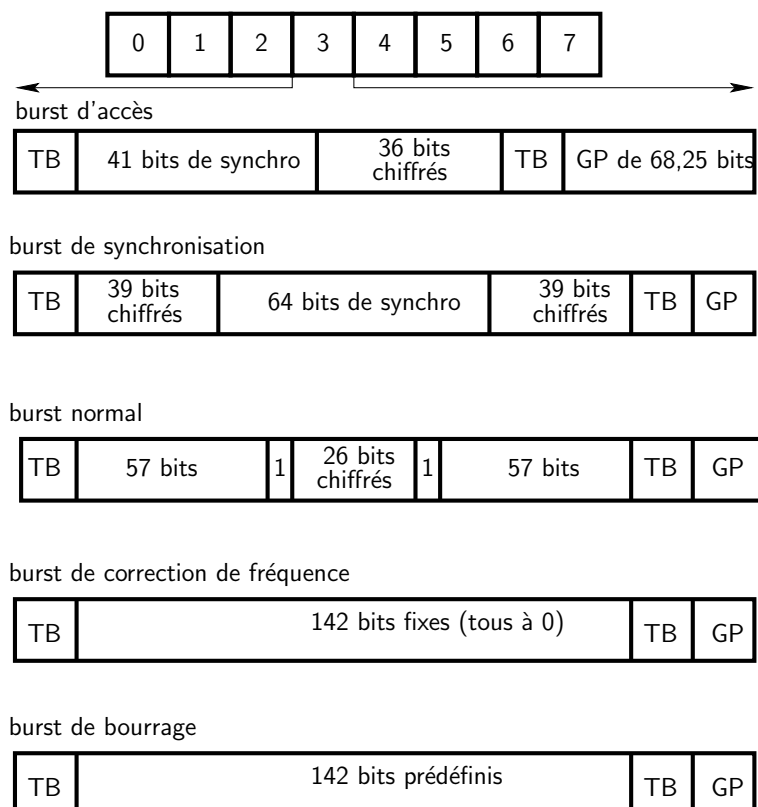 0 1 2 3 4 5 6 7
burst d'accès
TB 41 bits de synchro 36 bits chiffrés TB GP de 68,25 bits
burst de synchronisation
TB 39 bits chiffrés 64 bits de synchro 39 bits chiffrés TB GP
burst normal
TB 57 bits 1 26 bits chiffrés 1 57 bits TB GP
burst de correction de fréquence
TB 142 bits fixes (tous à 0) TB GP
burst de bourrage
TB 142 bits prédéfinis TB GP